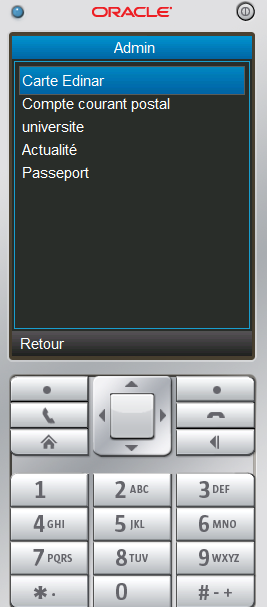 ORACLE
Admin
Carte Edinar
Compte courant postal
universite
Actualité
Passeport
Retour
1 2 ABC 3 DEF
4 GHI 5 JKL 6 MNO
7 PQRS 8 TUV 9 WXYZ
* . 0 # - +